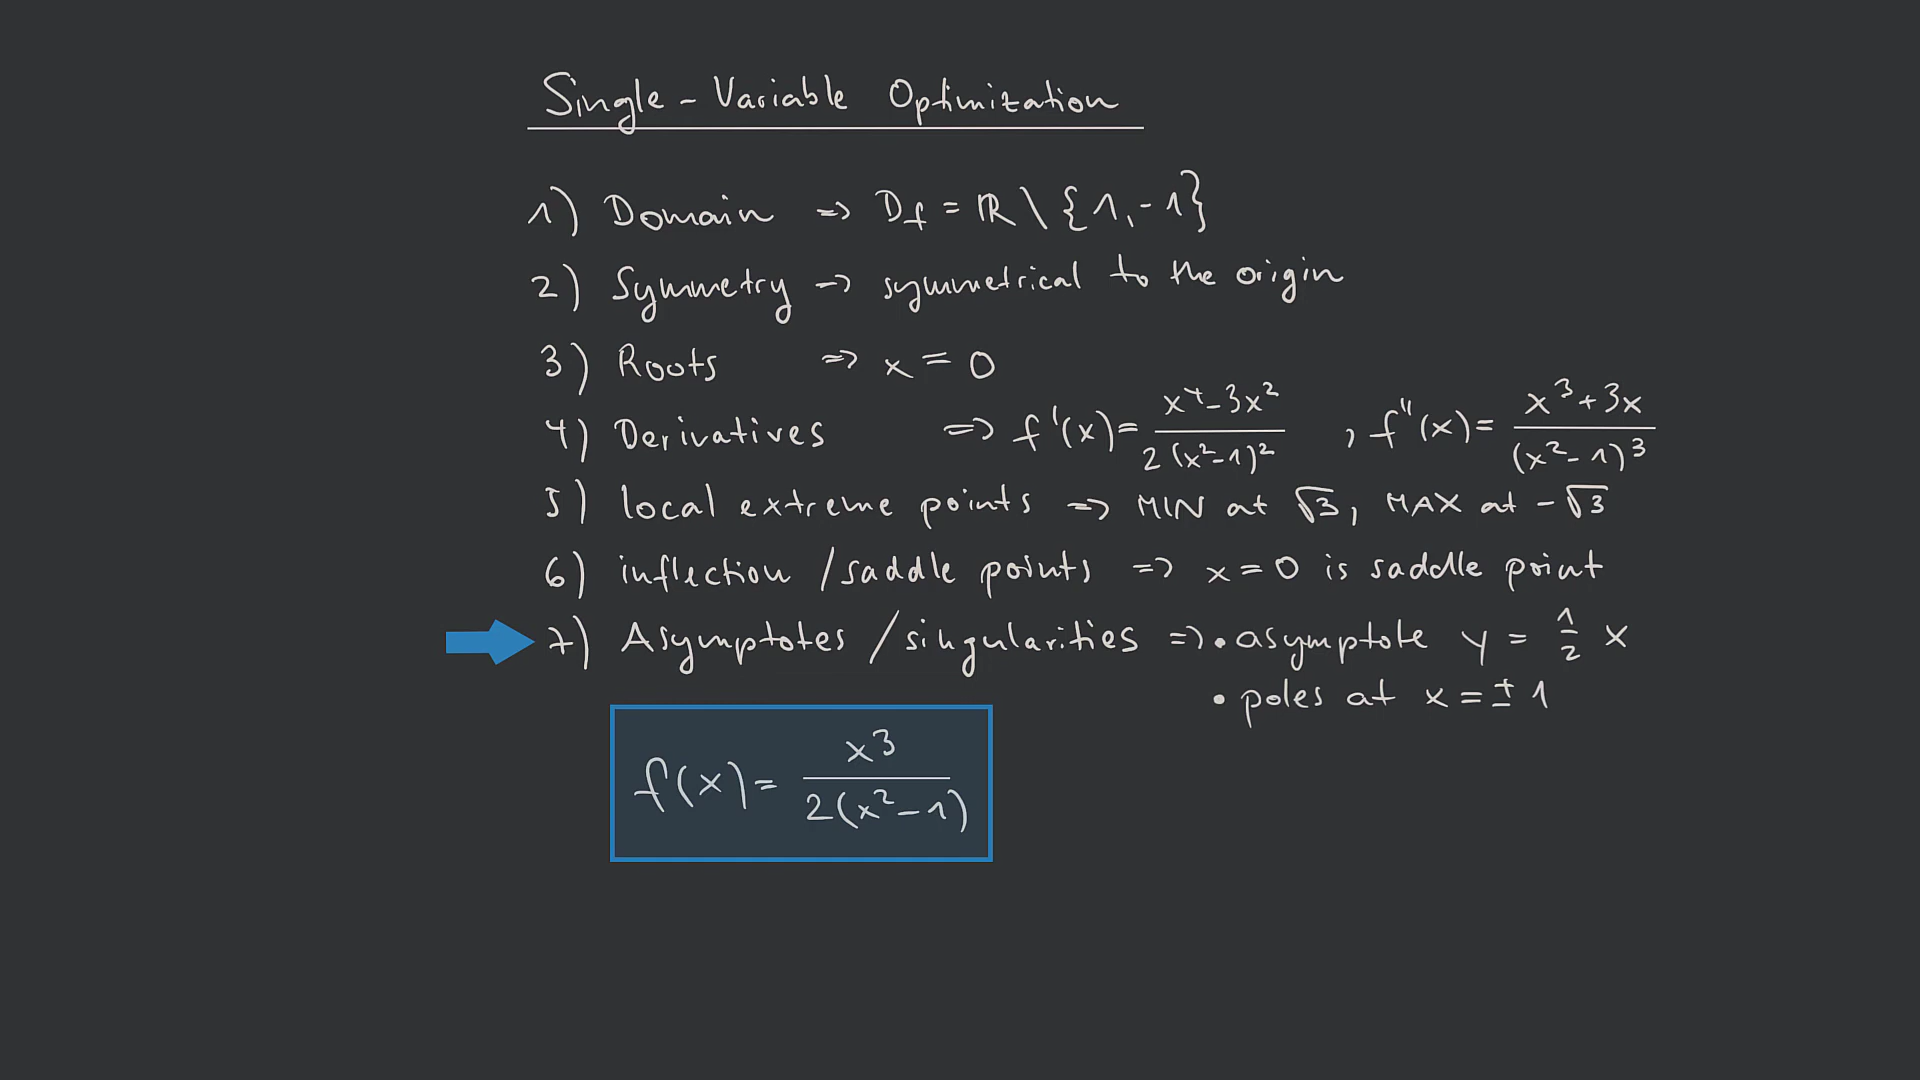 Single-Variable Optimization
1) Domain => Df = ℝ \ {1,-1}
2) Symmetry => symmetrical to the origin
3) Roots => x = 0
4) Derivatives => f'(x)= (x⁴-3x²)/(2(x²-1)²) , f''(x)= (x³+3x)/((x²-1)³)
5) local extreme points => MIN at √3, MAX at -√3
6) inflection /saddle points => x=0 is saddle point
7) Asymptotes /singularities => • asymptote y = 1/2 x
• poles at x = ± 1
f(x)= x³/(2(x²-1))